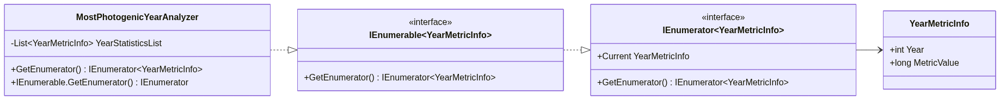 MostPhotogenicYearAnalyzer
-List<YearMetricInfo> YearStatisticsList
+GetEnumerator() : IEnumerator<YearMetricInfo>
+IEnumerable.GetEnumerator() : IEnumerator
«interface»
IEnumerable<YearMetricInfo>
+GetEnumerator() : IEnumerator<YearMetricInfo>
«interface»
IEnumerator<YearMetricInfo>
+Current YearMetricInfo
+GetEnumerator() : IEnumerator<YearMetricInfo>
YearMetricInfo
+int Year
+long MetricValue